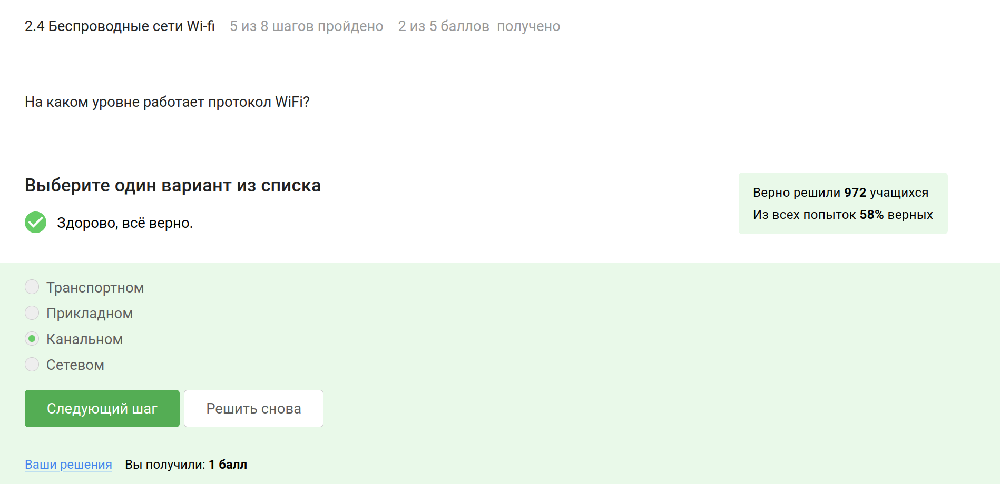 2.4 Беспроводные сети Wi-fi 5 из 8 шагов пройдено 2 из 5 баллов получено
На каком уровне работает протокол WiFi?
Выберите один вариант из списка
Здорово, всё верно.
Верно решили 972 учащихся
Из всех попыток 58% верных
Транспортном
Прикладном
Канальном
Сетевом
Следующий шаг Решить снова
Ваши решения Вы получили: 1 балл